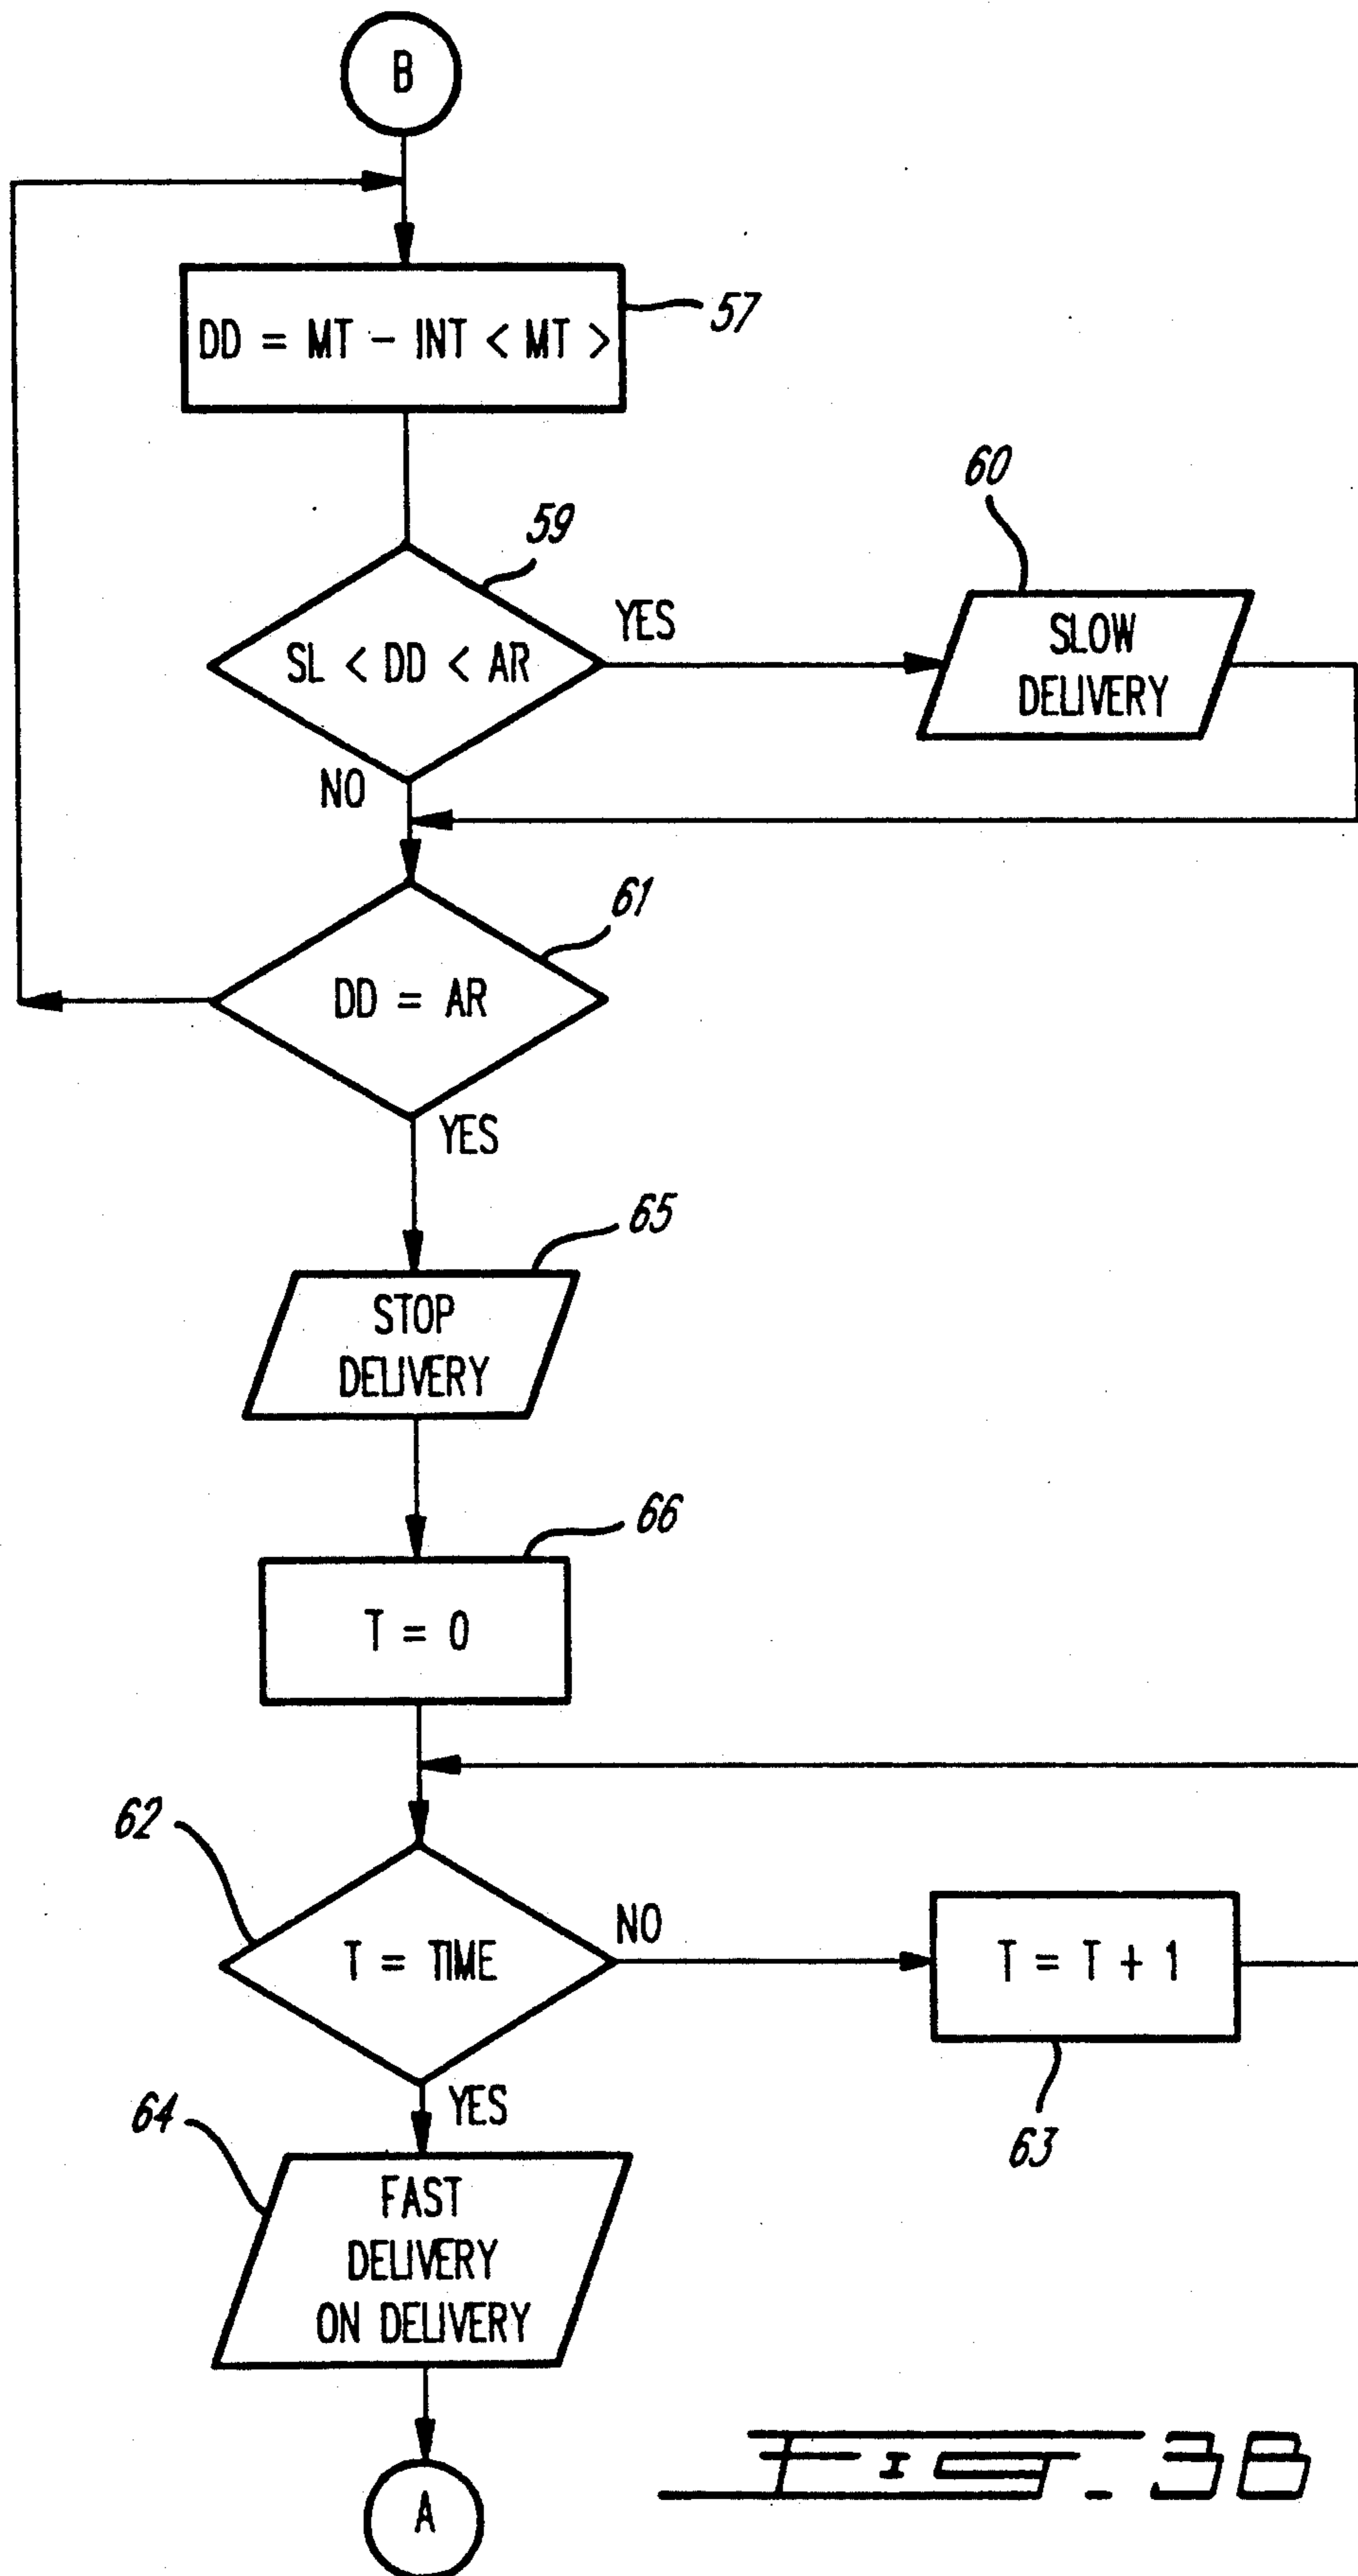 B
DD = MT - INT < MT >
57
60
59
YES
SLOW
DELIVERY
SL < DD < AR
NO
61
DD = AR
YES
65
STOP
DELIVERY
66
T = 0
62
NO
T = TIME
T = T + 1
YES
64
63
FAST
DELIVERY
ON DELIVERY
A
FIG. 3B